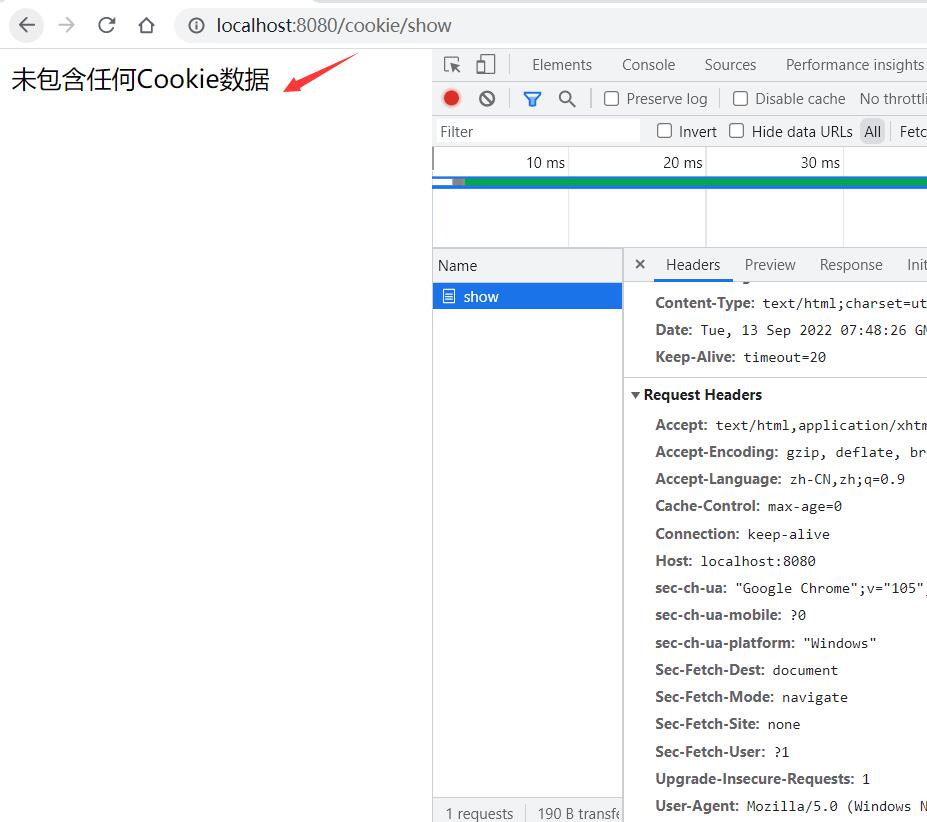 localhost:8080/cookie/show
未包含任何Cookie数据
Elements Console Sources Performance insights
Preserve log Disable cache No throttli
Filter Invert Hide data URLs All Fetc
10 ms 20 ms 30 ms
Name
show
Headers Preview Response Init
Content-Type: text/html;charset=ut
Date: Tue, 13 Sep 2022 07:48:26 GM
Keep-Alive: timeout=20
Request Headers
Accept: text/html,application/xhtm
Accept-Encoding: gzip, deflate, br
Accept-Language: zh-CN,zh;q=0.9
Cache-Control: max-age=0
Connection: keep-alive
Host: localhost:8080
sec-ch-ua: "Google Chrome";v="105",
sec-ch-ua-mobile: ?0
sec-ch-ua-platform: "Windows"
Sec-Fetch-Dest: document
Sec-Fetch-Mode: navigate
Sec-Fetch-Site: none
Sec-Fetch-User: ?1
Upgrade-Insecure-Requests: 1
User-Agent: Mozilla/5.0 (Windows N
1 requests 190 B transfe